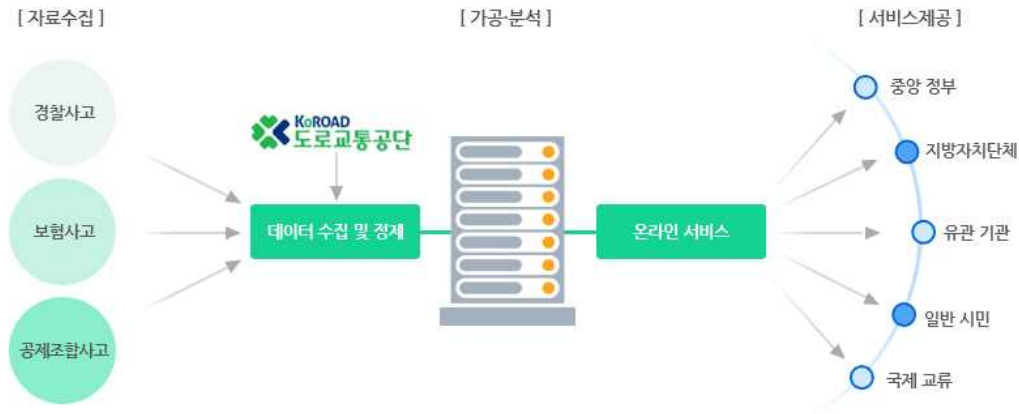 [ 자료수집 ]
[ 가공·분석 ]
[ 서비스제공 ]
경찰사고
보험사고
공제조합사고
KoROAD
도로교통공단
데이터 수집 및 정제
온라인 서비스
중앙 정부
지방자치단체
유관 기관
일반 시민
국제 교류